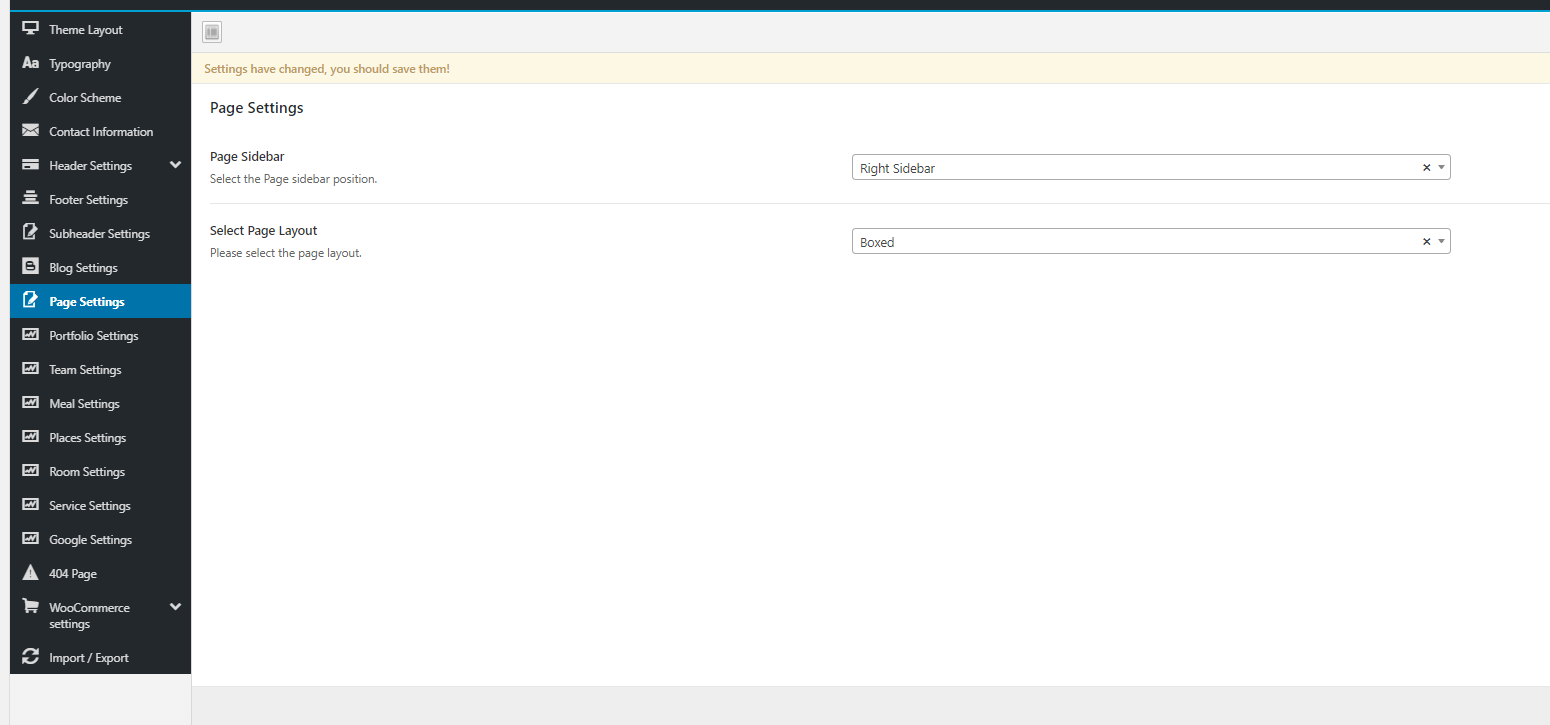 Theme Layout
Aa Typography
Color Scheme
Contact Information
Header Settings
Footer Settings
Subheader Settings
B Blog Settings
Page Settings
Portfolio Settings
Team Settings
Meal Settings
Places Settings
Room Settings
Service Settings
Google Settings
404 Page
WooCommerce
settings
Import / Export
Settings have changed, you should save them!
Page Settings
Page Sidebar
Select the Page sidebar position.
Right Sidebar
Select Page Layout
Please select the page layout.
Boxed